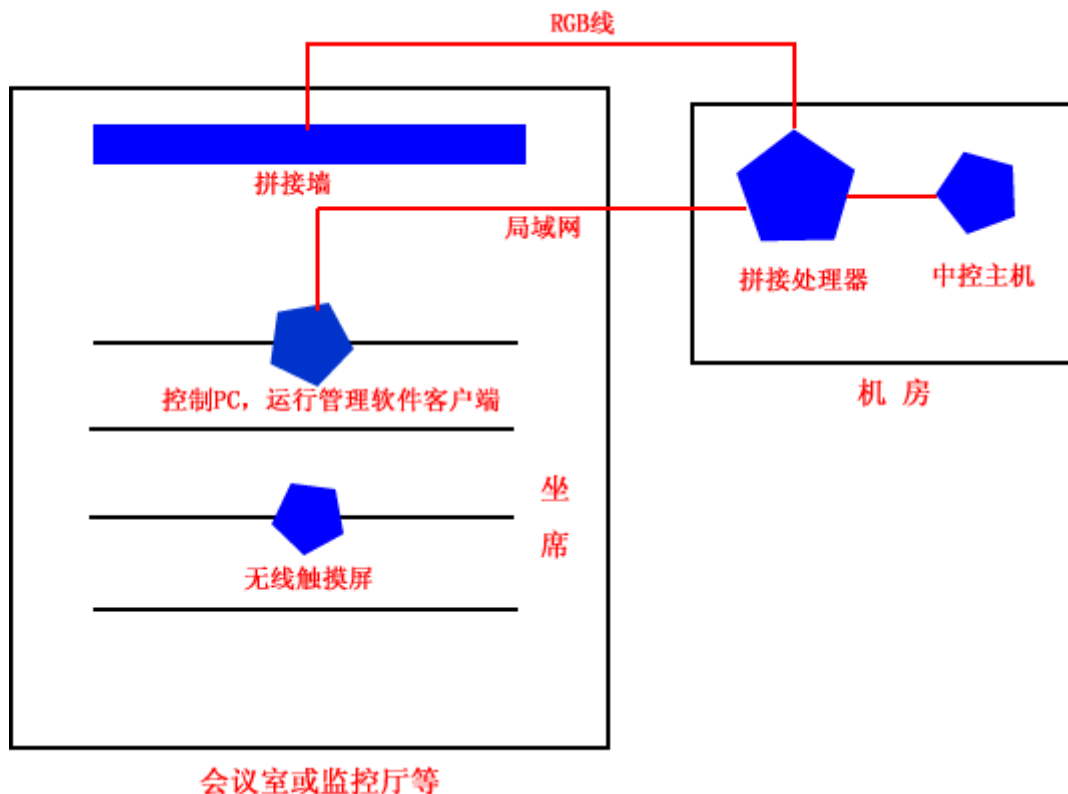 RGB线
拼接墙
局域网
拼接处理器
中控主机
控制PC，运行管理软件客户端
机 房
坐
席
无线触摸屏
会议室或监控厅等